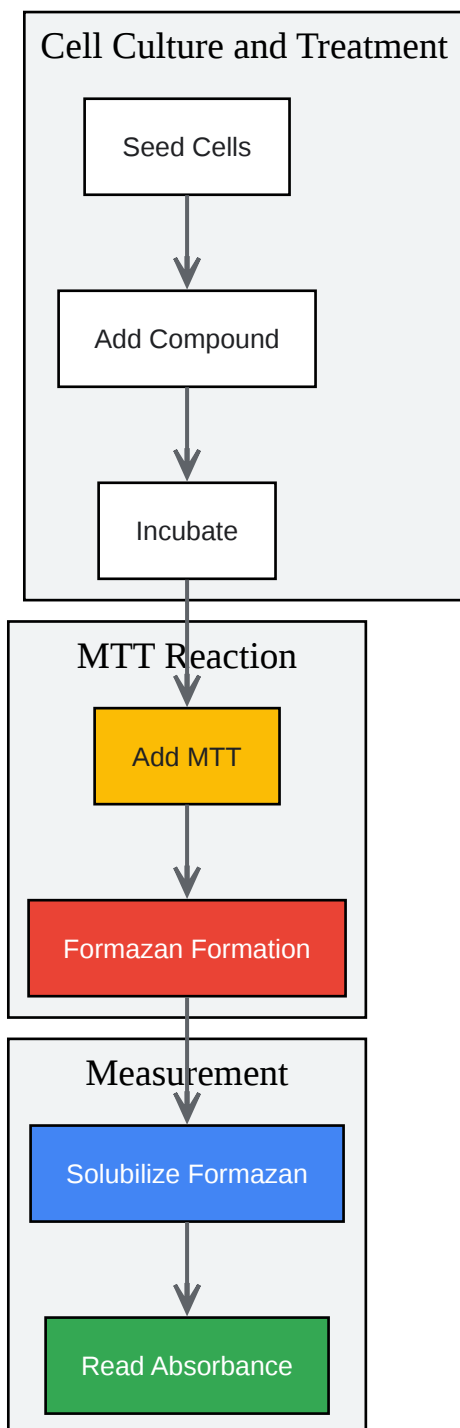 Cell Culture and Treatment
Seed Cells
Add Compound
Incubate
MTT Reaction
Add MTT
Formazan Formation
Measurement
Solubilize Formazan
Read Absorbance